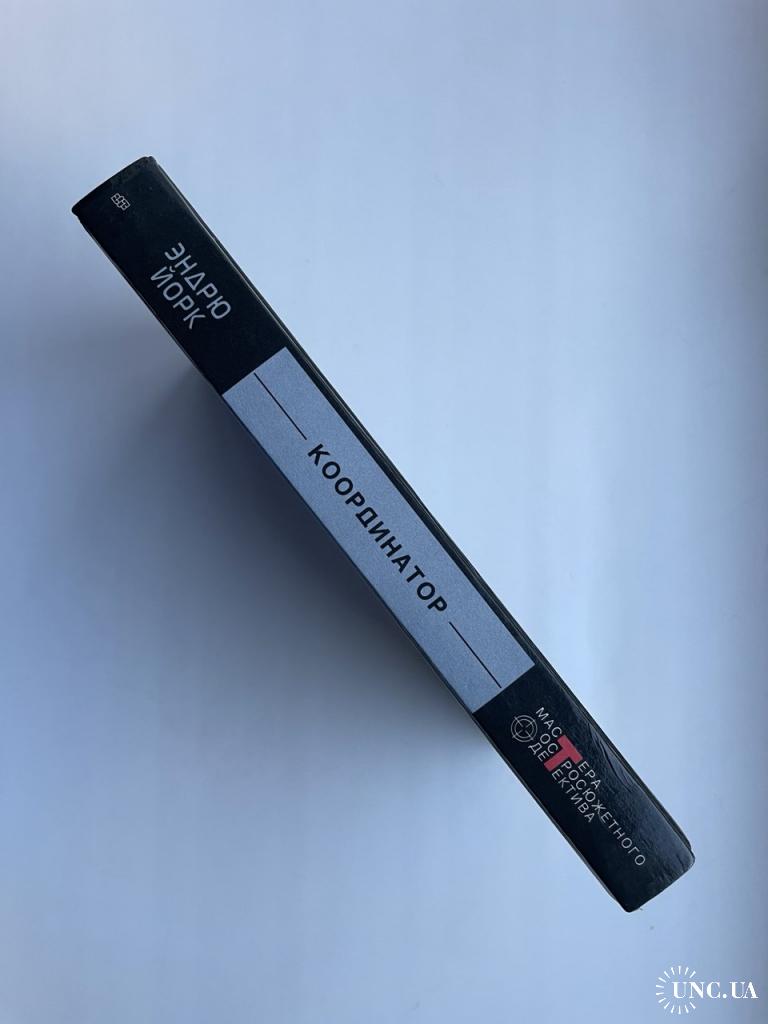 ЭНДРЮ
ЙОРК
КООРДИНАТОР
МАСТЕРА
ОСТРОСЮЖЕТНОГО
ДЕТЕКТИВА
UNC.UA